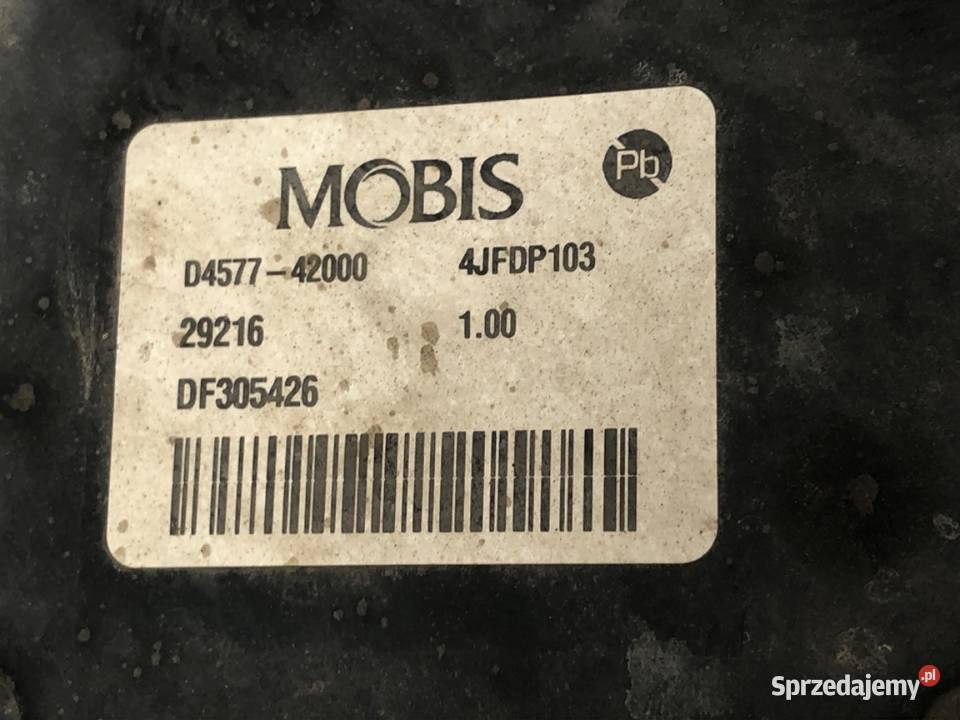 MOBIS
Pb
D4577-42000 4JFDP103
29216 1.00
DF305426
Sprzedajemy.pl